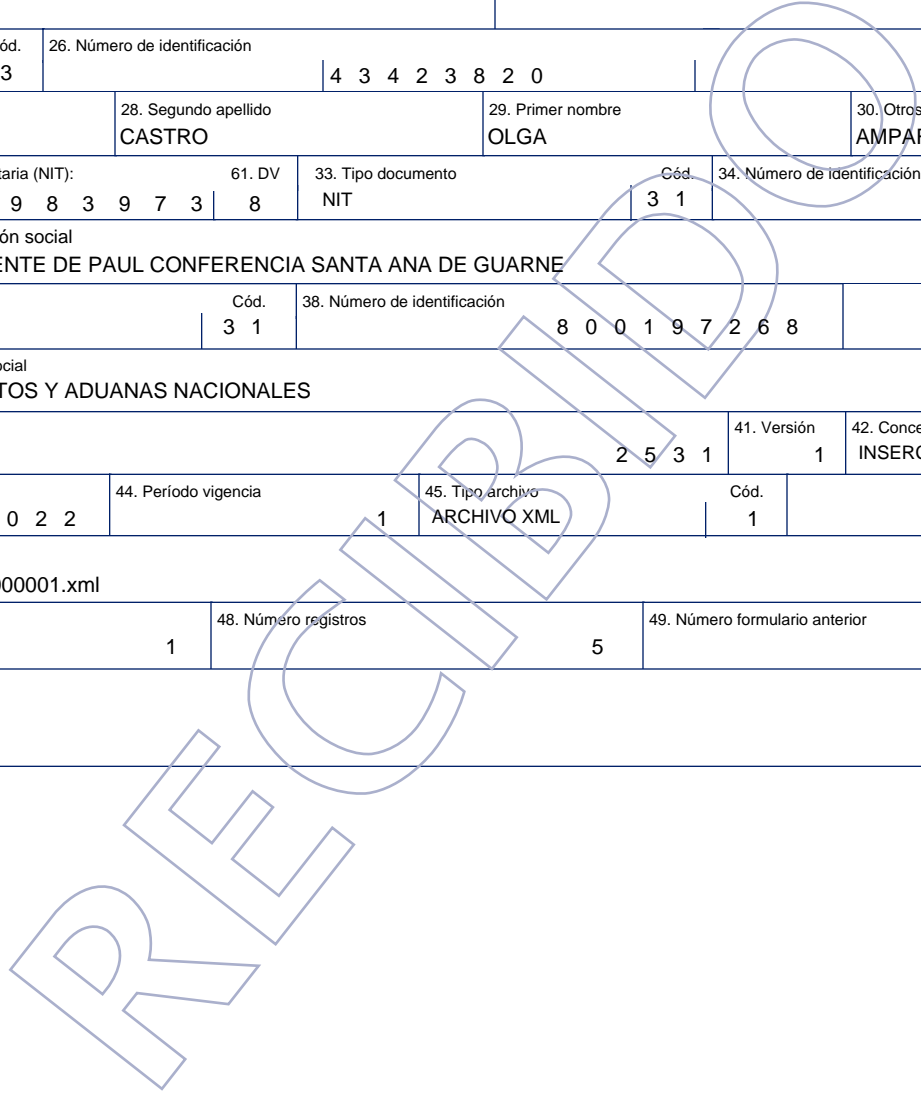 ód. 26. Número de identificación
3 4 3 4 2 3 8 2 0
28. Segundo apellido 29. Primer nombre 30. Otros
CASTRO OLGA AMPAR
taria (NIT): 61. DV 33. Tipo documento Cód. 34. Número de identificación
9 8 3 9 7 3 8 NIT 3 1
ón social
ENTE DE PAUL CONFERENCIA SANTA ANA DE GUARNE
Cód. 38. Número de identificación
3 1 8 0 0 1 9 7 2 6 8
ocial
TOS Y ADUANAS NACIONALES
41. Versión 42. Conce
2 5 3 1 1 INSERC
44. Período vigencia 45. Tipo archivo Cód.
0 2 2 1 ARCHIVO XML 1
000001.xml
48. Número registros 49. Número formulario anterior
1 5
RECIBIDO